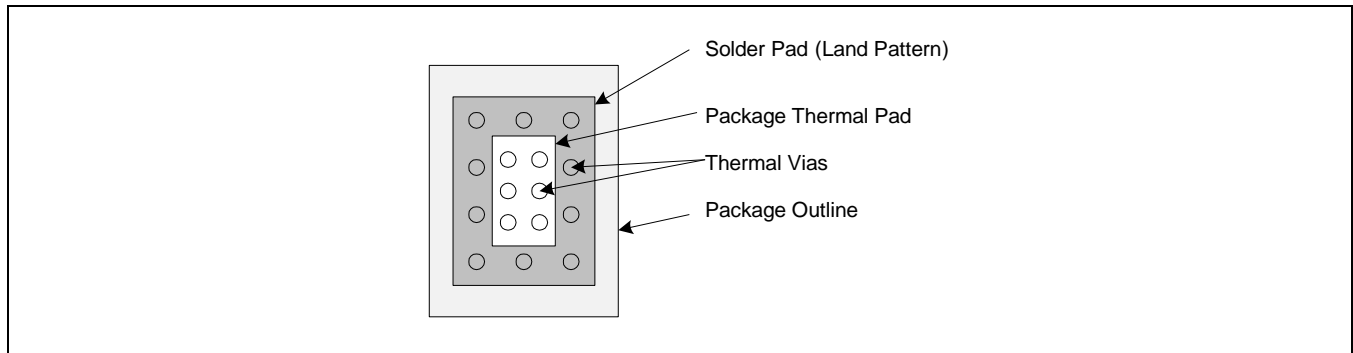 Solder Pad (Land Pattern)
Package Thermal Pad
Thermal Vias
Package Outline